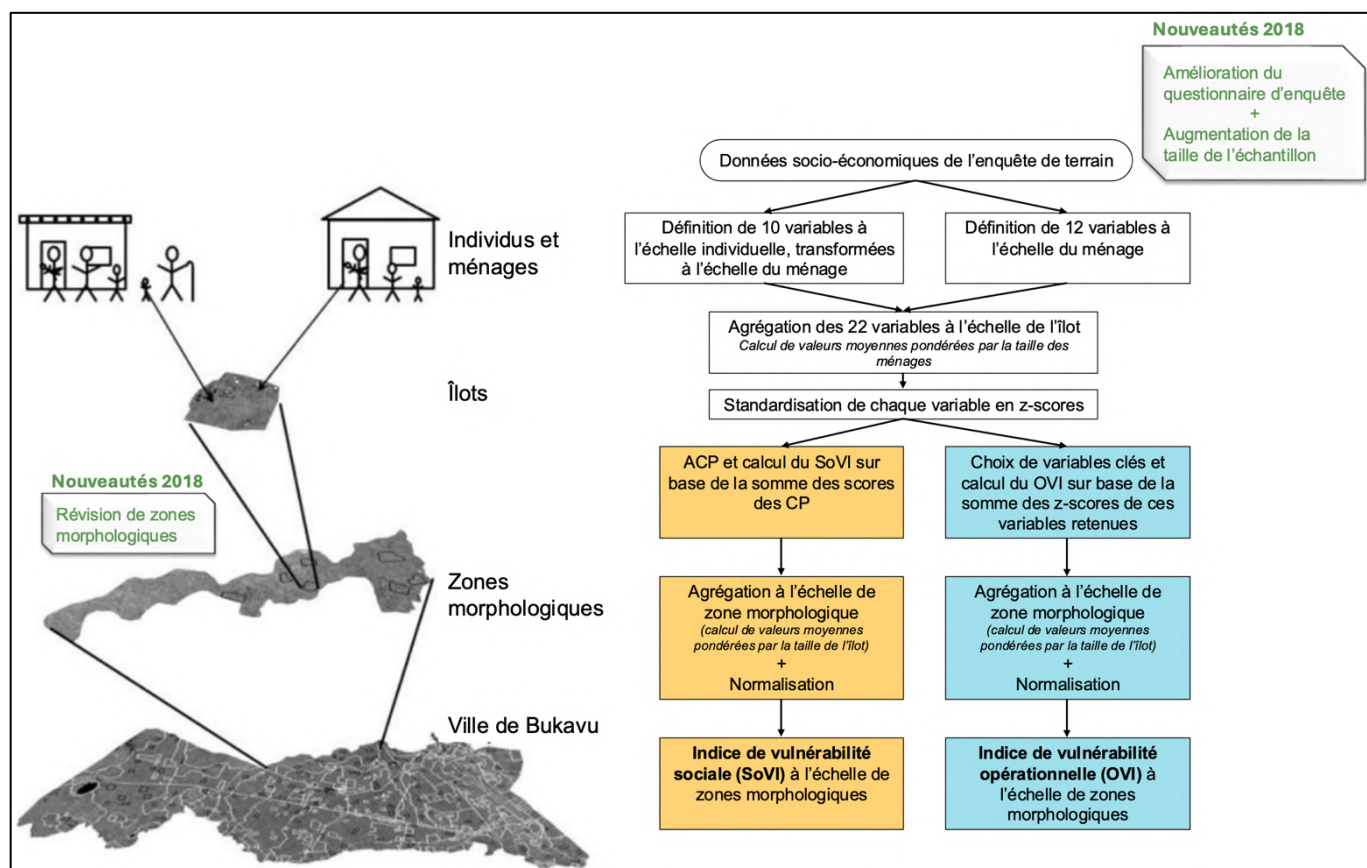 Nouveautés 2018
Amélioration du
questionnaire d'enquête
+
Augmentation de la
taille de l'échantillon
Individus et
ménages
Îlots
Nouveautés 2018
Révision de zones
morphologiques
Zones
morphologiques
Ville de Bukavu
Données socio-économiques de l'enquête de terrain
Définition de 10 variables à
l'échelle individuelle, transformées
à l'échelle du ménage
Définition de 12 variables à
l'échelle du ménage
Agrégation des 22 variables à l'échelle de l'îlot
Calcul de valeurs moyennes pondérées par la taille des
ménages
Standardisation de chaque variable en z-scores
ACP et calcul du SoVI sur
base de la somme des scores
des CP
Choix de variables clés et
calcul du OVI sur base de la
somme des z-scores de ces
variables retenues
Agrégation à l'échelle de
zone morphologique
(calcul de valeurs moyennes
pondérées par la taille de l'îlot)
+
Normalisation
Agrégation à l'échelle de
zone morphologique
(calcul de valeurs moyennes
pondérées par la taille de l'îlot)
+
Normalisation
Indice de vulnérabilité
sociale (SoVI) à l'échelle de
zones morphologiques
Indice de vulnérabilité
opérationnelle (OVI) à
l'échelle de zones
morphologiques